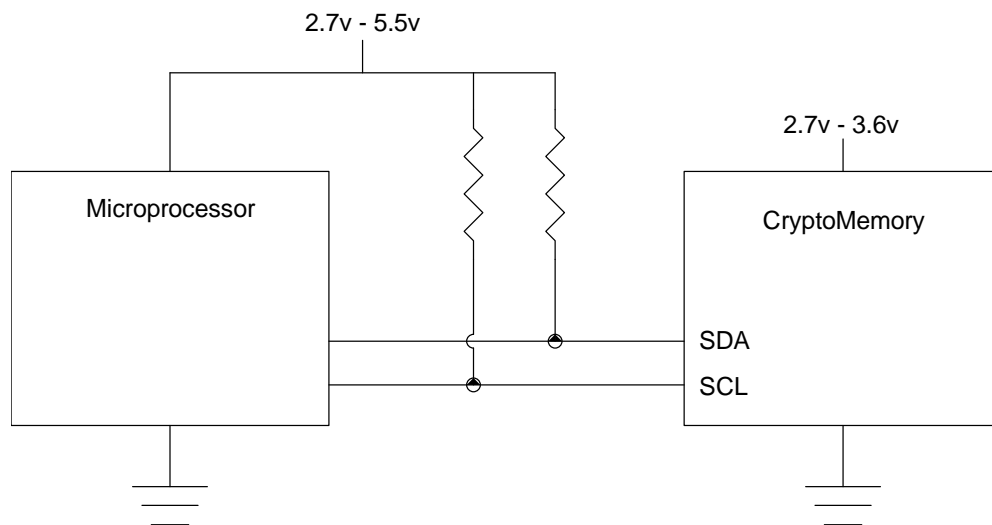 2.7v - 5.5v
2.7v - 3.6v
Microprocessor
CryptoMemory
SDA
SCL